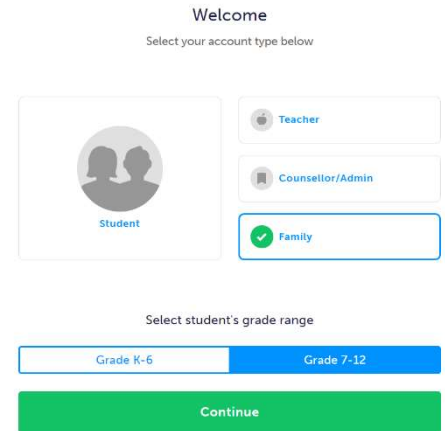 Welcome
Select your account type below
Student
Teacher
Counsellor/Admin
Family
Select student's grade range
Grade K-6
Grade 7-12
Continue